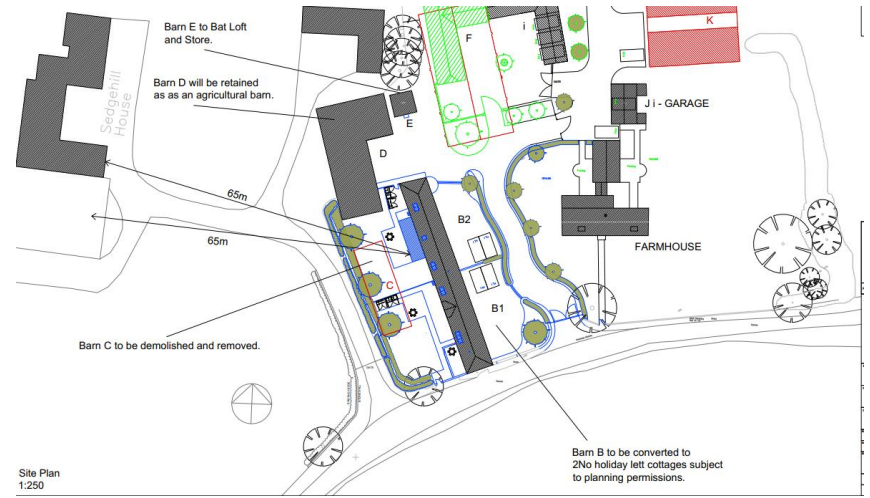 Barn E to Bat Loft
and Store.
F
i
K
Barn D will be retained
as as an agricultural barn.
Sedgehill
House
E
J i - GARAGE
D
65m
B2
65m
FARMHOUSE
C
B1
Barn C to be demolished and removed.
Barn B to be converted to
2No holiday lett cottages subject
to planning permissions.
Site Plan
1:250